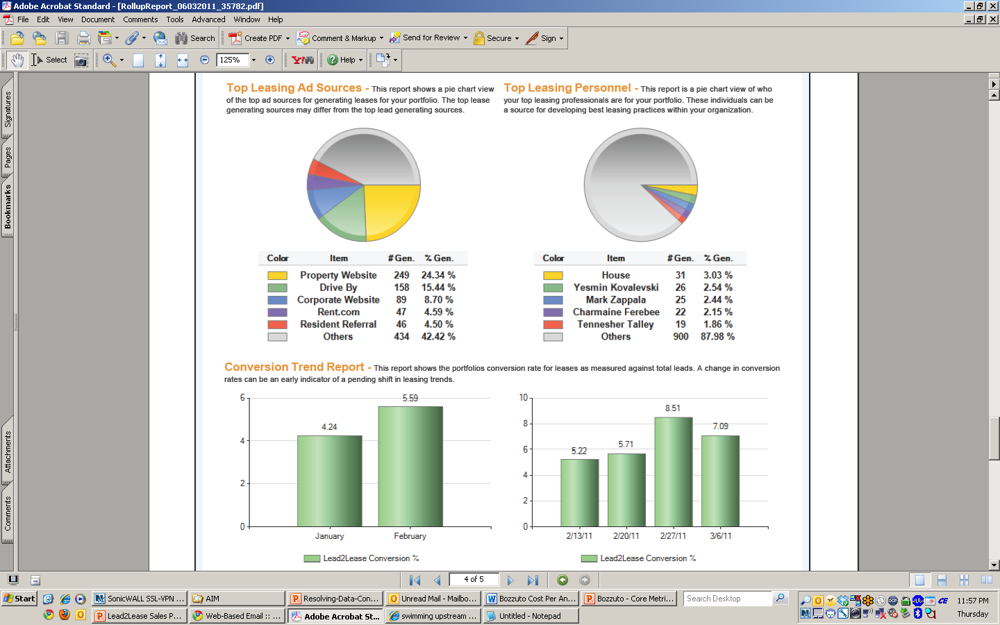 Adobe Acrobat Standard - [RollupReport_06032011_35782.pdf]
File Edit View Document Comments Tools Advanced Window Help
Search Create PDF Comment & Markup Send for Review Secure Sign
Select 125% Y! Help
Signatures
Pages
Bookmarks
Attachments
Comments
Top Leasing Ad Sources - This report shows a pie chart view
of the top ad sources for generating leases for your portfolio. The top lease
generating sources may differ from the top lead generating sources.
Color Item # Gen. % Gen.
Property Website 249 24.34 %
Drive By 158 15.44 %
Corporate Website 89 8.70 %
Rent.com 47 4.59 %
Resident Referral 46 4.50 %
Others 434 42.42 %
Top Leasing Personnel - This report is a pie chart view of who
your top leasing professionals are for your portfolio. These individuals can be
a source for developing best leasing practices within your organization.
Color Item # Gen. % Gen.
House 31 3.03 %
Yesmin Kovalevski 26 2.54 %
Mark Zappala 25 2.44 %
Charmaine Ferebee 22 2.15 %
Tennesher Talley 19 1.86 %
Others 900 87.98 %
Conversion Trend Report - This report shows the portfolios conversion rate for leases as measured against total leads. A change in conversion
rates can be an early indicator of a pending shift in leasing trends.
6
4
2
0
4.24
5.59
January February
Lead2Lease Conversion %
10
8
6
4
2
0
5.22
5.71
8.51
7.09
2/13/11 2/20/11 2/27/11 3/6/11
Lead2Lease Conversion %
4 of 5
Start SonicWALL SSL-VPN ... AIM Resolving-Data-Con... Unread Mail - Mailbo... Bozzuto Cost Per An... Bozzuto - Core Metri... Search Desktop 11:57 PM
Lead2Lease Sales P... Web-Based Email :: ... Adobe Acrobat St... swimming upstream ... Untitled - Notepad Thursday